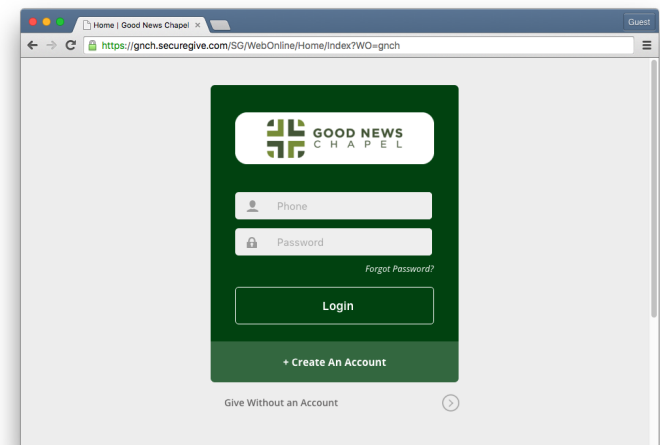 Home | Good News Chapel
Guest
https://gnch.securegive.com/SG/WebOnline/Home/Index?WO=gnch
GOOD NEWS
CHAPEL
Phone
Password
Forgot Password?
Login
+ Create An Account
Give Without an Account